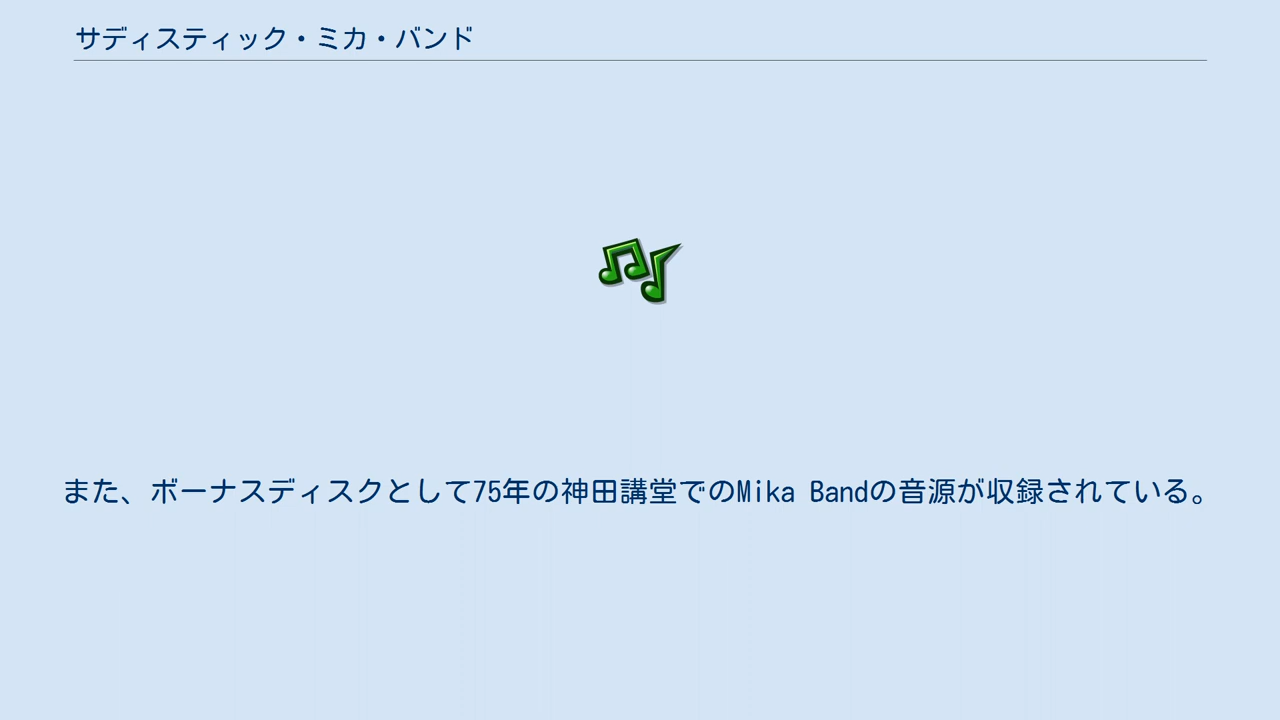 サディスティック・ミカ・バンド
また、ボーナスディスクとして75年の神田講堂でのMika Bandの音源が収録されている。